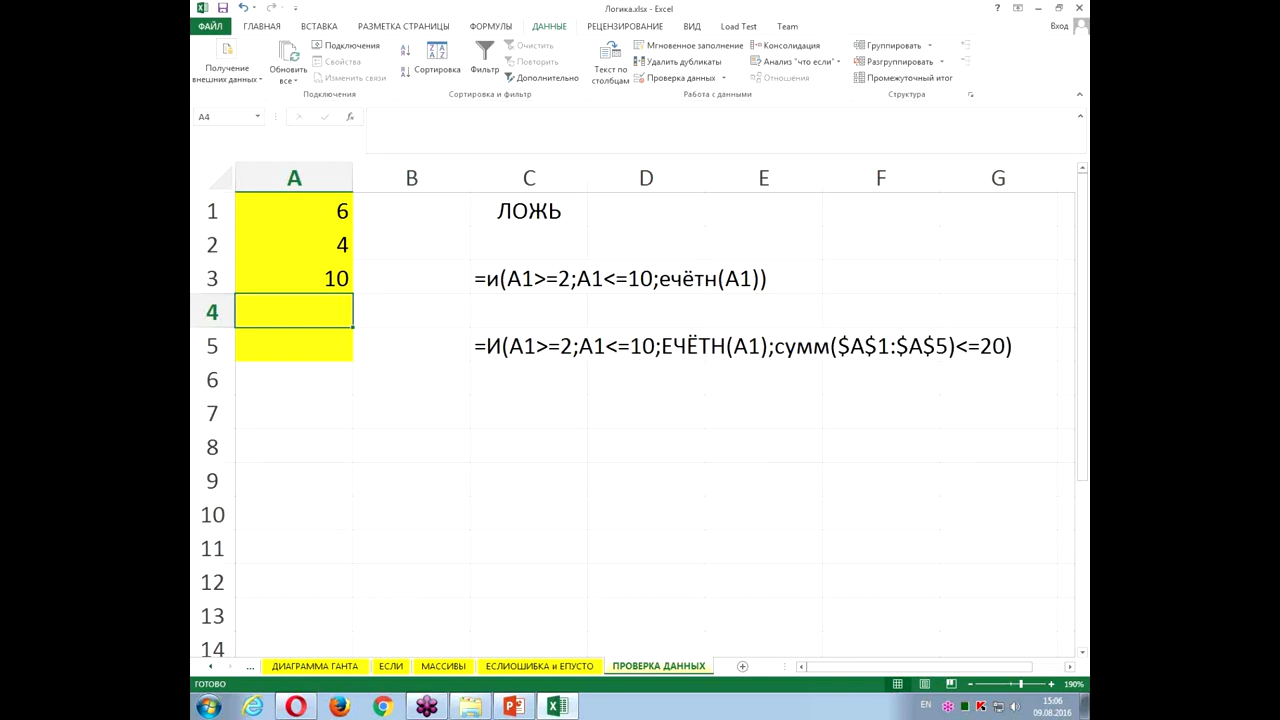 Логика.xlsx - Excel
ФАЙЛ ГЛАВНАЯ ВСТАВКА РАЗМЕТКА СТРАНИЦЫ ФОРМУЛЫ ДАННЫЕ РЕЦЕНЗИРОВАНИЕ ВИД Load Test Team Вход
Получение внешних данных
Обновить все
Подключения
Свойства
Изменить связи
Подключения
Сортировка
Фильтр
Очистить
Повторить
Дополнительно
Сортировка и фильтр
Текст по столбцам
Мгновенное заполнение
Удалить дубликаты
Проверка данных
Консолидация
Анализ "что если"
Отношения
Работа с данными
Группировать
Разгруппировать
Промежуточный итог
Структура
A4
A B C D E F G
1 6 ЛОЖЬ
2 4
3 10 =и(A1>=2;A1<=10;ечётн(A1))
4
5 =И(A1>=2;A1<=10;ЕЧЁТН(A1);сумм($A$1:$A$5)<=20)
6
7
8
9
10
11
12
13
14
... ДИАГРАММА ГАНТА ЕСЛИ МАССИВЫ ЕСЛИОШИБКА и ЕПУСТО ПРОВЕРКА ДАННЫХ
ГОТОВО 190%
EN 15:06
09.08.2016